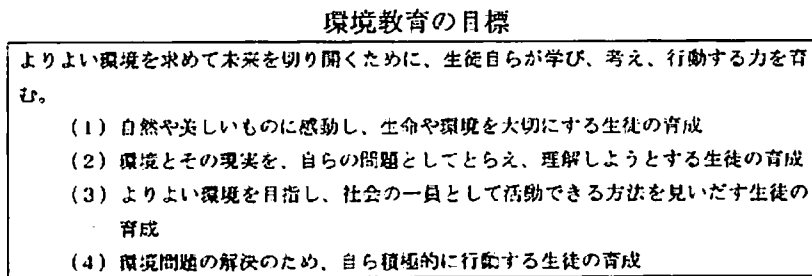 環境教育の目標
よりよい環境を求めて未来を切り開くために、生徒自らが学び、考え、行動する力を育
む。
(1) 自然や美しいものに感動し、生命や環境を大切にする生徒の育成
(2) 環境とその現実を、自らの問題としてとらえ、理解しようとする生徒の育成
(3) よりよい環境を目指し、社会の一員として活動できる方法を見いだす生徒の
育成
(4) 環境問題の解決のため、自ら積極的に行動する生徒の育成